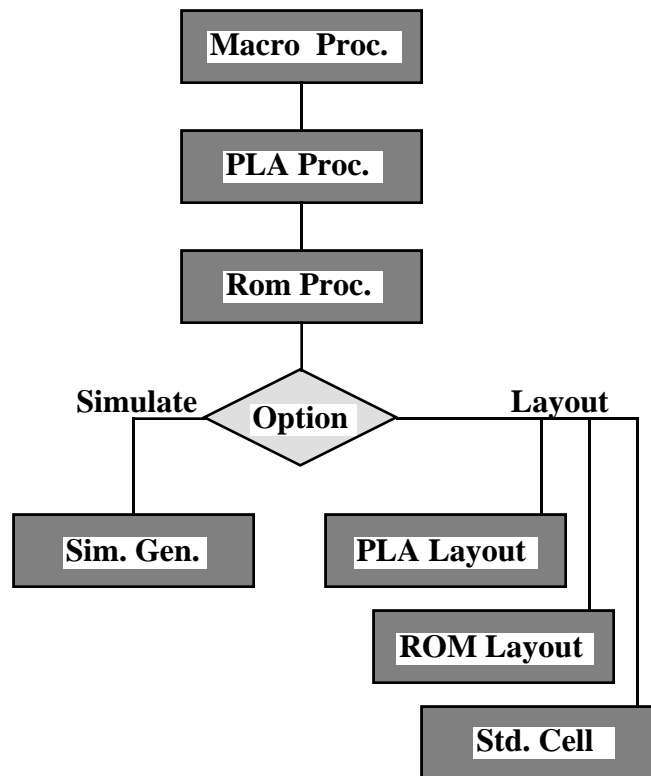 Macro Proc.
PLA Proc.
Rom Proc.
Simulate
Option
Layout
Sim. Gen.
PLA Layout
ROM Layout
Std. Cell